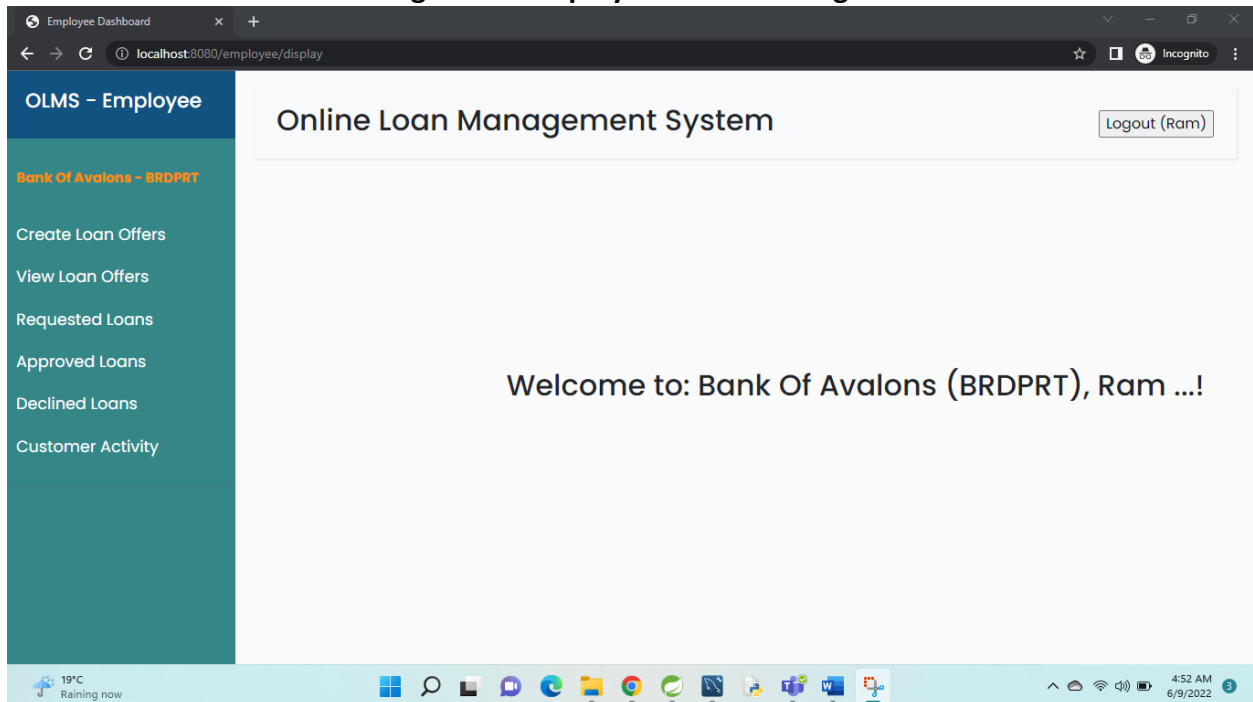 Employee Dashboard
localhost:8080/employee/display
Incognito
OLMS - Employee
Online Loan Management System
Logout (Ram)
Bank Of Avalons - BRDPRT
Create Loan Offers
View Loan Offers
Requested Loans
Approved Loans
Declined Loans
Customer Activity
Welcome to: Bank Of Avalons (BRDPRT), Ram ...!
19°C
Raining now
4:52 AM
6/9/2022
3